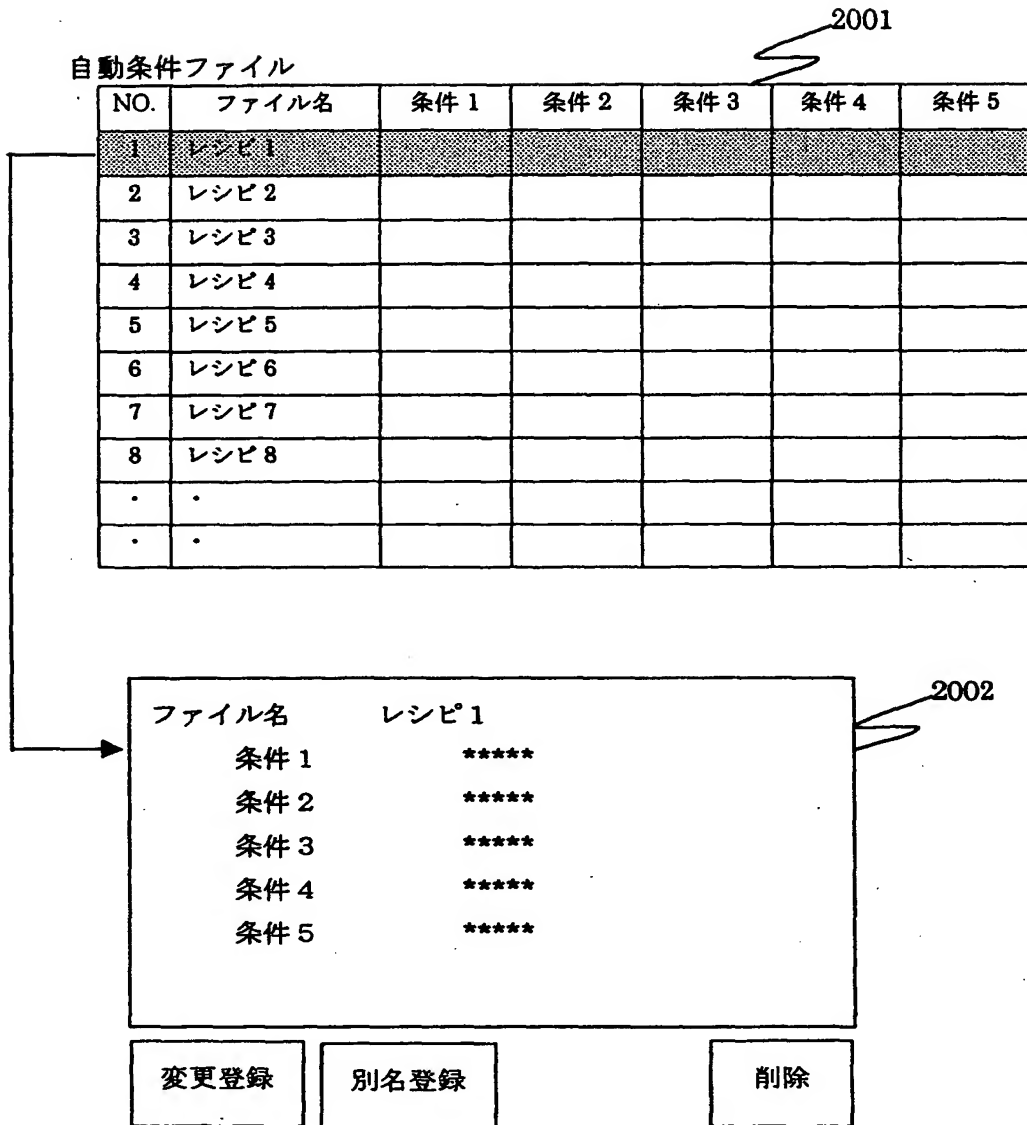 2001
自動条件ファイル
NO. ファイル名 条件1 条件2 条件3 条件4 条件5
1 レシピ1
2 レシピ2
3 レシピ3
4 レシピ4
5 レシピ5
6 レシピ6
7 レシピ7
8 レシピ8
・ ・
・ ・
2002
ファイル名 レシピ1
条件1 *****
条件2 *****
条件3 *****
条件4 *****
条件5 *****
変更登録 別名登録 削除